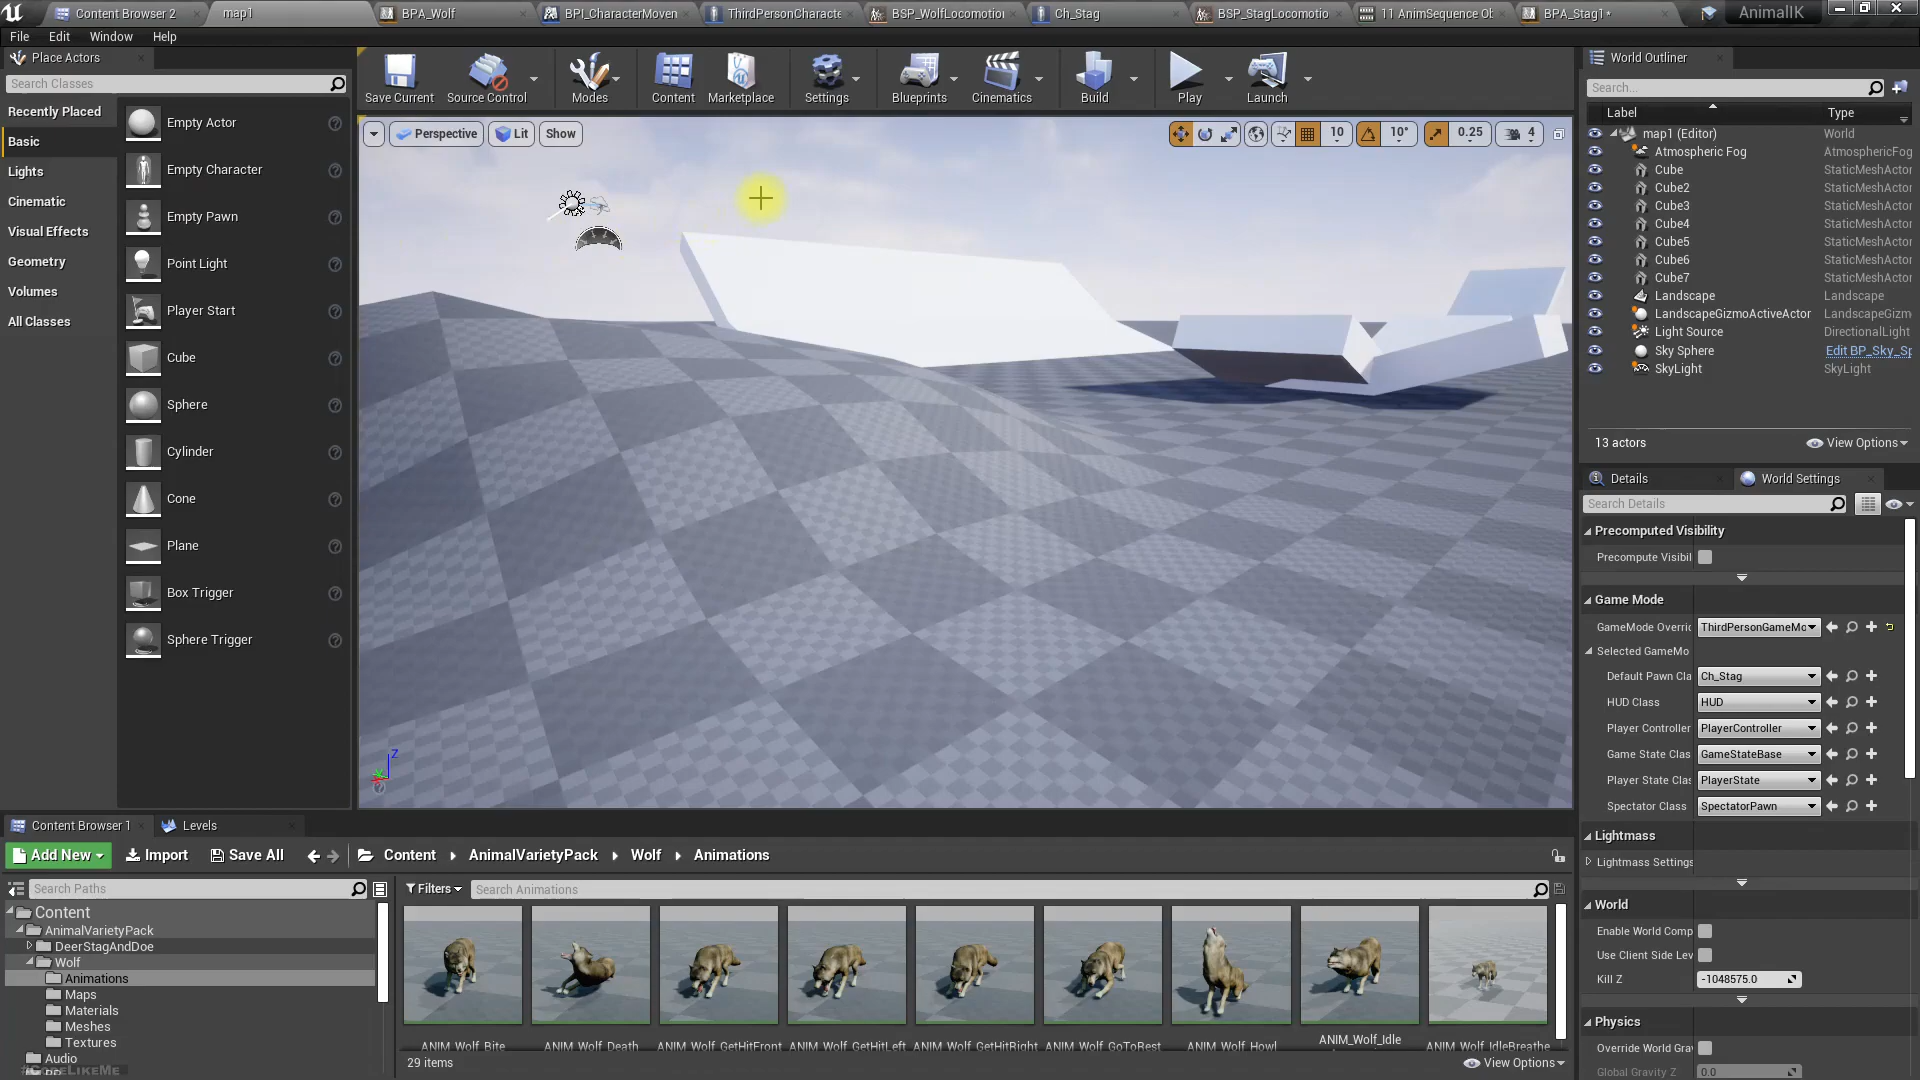 Content Browser 2
map1
BPA_Wolf
BPI_CharacterMoven
ThirdPersonCharacte
BSP_WolfLocomotion
Ch_Stag
BSP_StagLocomotio
11 AnimSequence Ob
BPA_Stag1*
AnimalIK
File
Edit
Window
Help
Place Actors
Search Classes
Recently Placed
Basic
Lights
Cinematic
Visual Effects
Geometry
Volumes
All Classes
Empty Actor
Empty Character
Empty Pawn
Point Light
Player Start
Cube
Sphere
Cylinder
Cone
Plane
Box Trigger
Sphere Trigger
Save Current
Source Control
Modes
Content
Marketplace
Settings
Blueprints
Cinematics
Build
Play
Launch
Perspective
Lit
Show
10
10°
0.25
4
Z
World Outliner
Search...
Label
Type
map1 (Editor)
World
Atmospheric Fog
AtmosphericFog
Cube
StaticMeshActor
Cube2
StaticMeshActor
Cube3
StaticMeshActor
Cube4
StaticMeshActor
Cube5
StaticMeshActor
Cube6
StaticMeshActor
Cube7
StaticMeshActor
Landscape
Landscape
LandscapeGizmoActiveActor
LandscapeGizm
Light Source
DirectionalLight
Sky Sphere
Edit BP_Sky_Sp
SkyLight
SkyLight
13 actors
View Options
Details
World Settings
Search Details
Precomputed Visibility
Precompute Visibil
Game Mode
GameMode Overri
ThirdPersonGameMo
Selected GameMo
Default Pawn Cla
Ch_Stag
HUD Class
HUD
Player Controller
PlayerController
Game State Clas
GameStateBase
Player State Clas
PlayerState
Spectator Class
SpectatorPawn
Lightmass
Lightmass Settings
World
Enable World Comp
Use Client Side Lev
Kill Z
-1048575.0
Physics
Override World Gra
Global Gravity Z
0.0
Content Browser 1
Levels
Add New
Import
Save All
Content
AnimalVarietyPack
Wolf
Animations
Search Paths
Filters
Search Animations
Content
AnimalVarietyPack
DeerStagAndDoe
Wolf
Animations
Maps
Materials
Meshes
Textures
Audio
#CodeLikeMe
ANIM_Wolf_Bite
ANIM_Wolf_Death
ANIM_Wolf_GetHitFront
ANIM_Wolf_GetHitLeft
ANIM_Wolf_GetHitRight
ANIM_Wolf_GoToRest
ANIM_Wolf_Howl
ANIM_Wolf_Idle
ANIM_Wolf_IdleBreathe
29 items
View Options